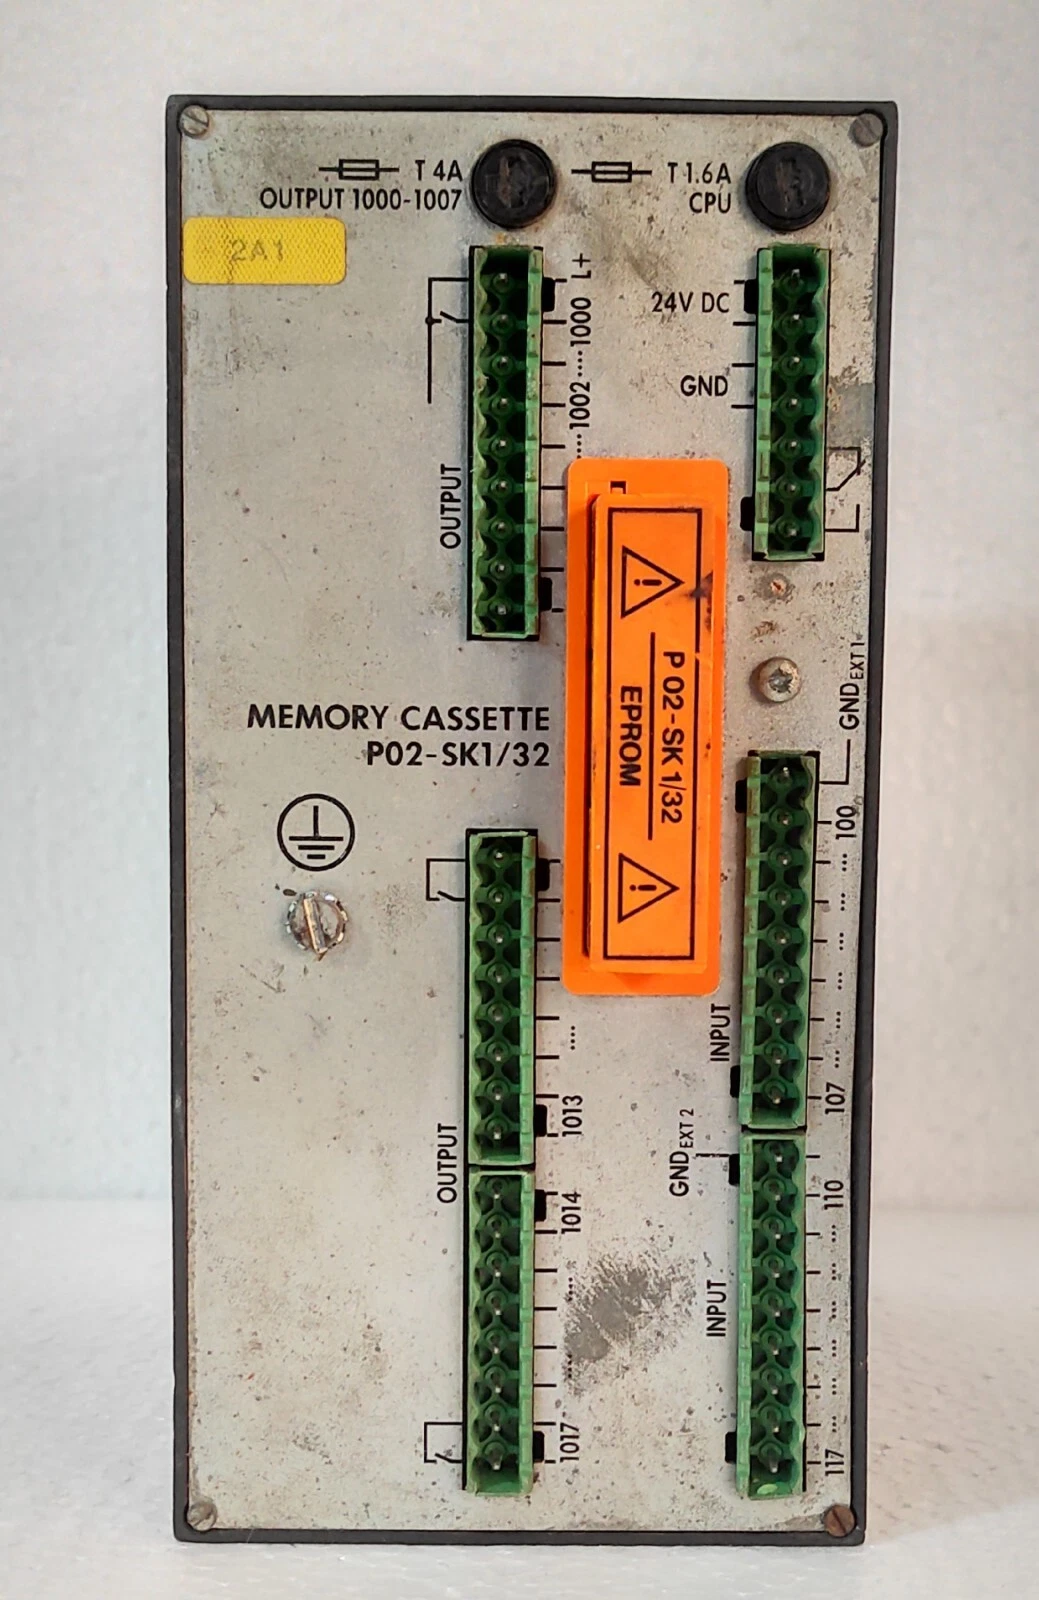 T 4A
OUTPUT 1000-1007
T 1.6A
CPU
2A1
L+
1000
....
1002
....
OUTPUT
24V DC
GND
P 02-SK 1/32
EPROM
MEMORY CASSETTE
P02-SK1/32
GND EXT 1
100
...
...
...
...
...
107
INPUT
....
1013
OUTPUT
1014
....
....
1017
GND EXT 2
110
...
...
...
...
...
117
INPUT